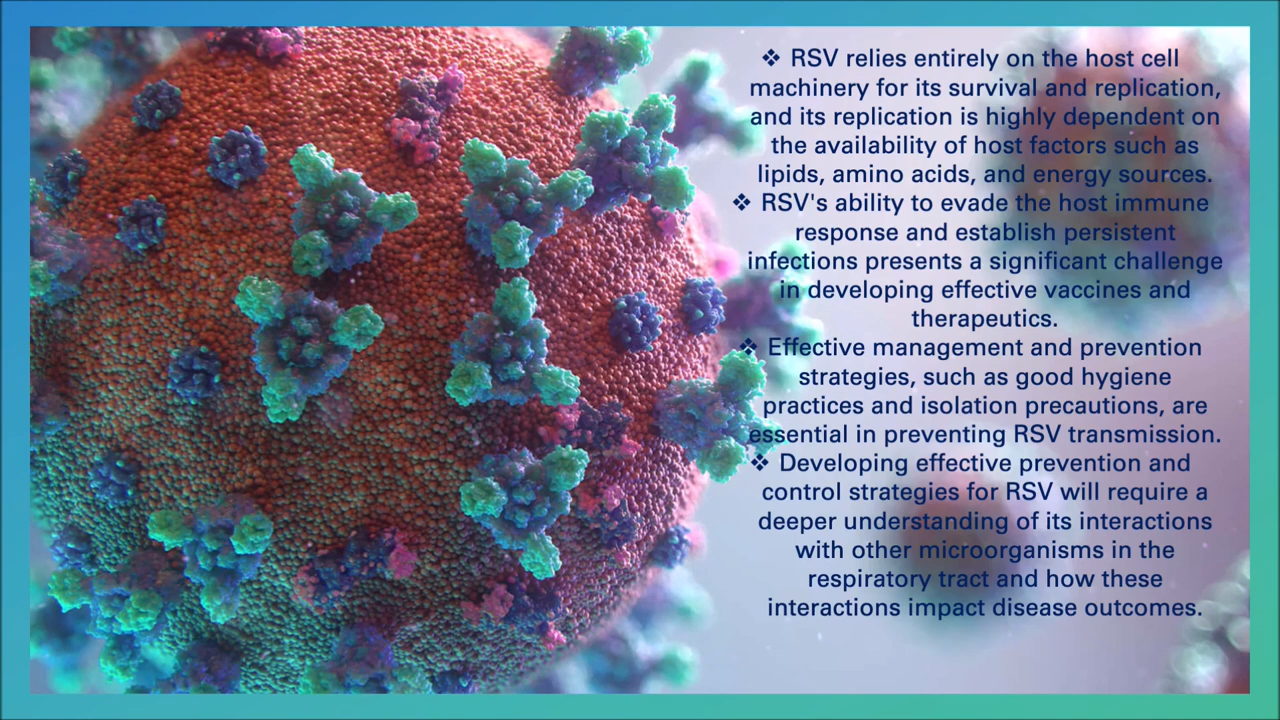 ❖ RSV relies entirely on the host cell
machinery for its survival and replication,
and its replication is highly dependent on
the availability of host factors such as
lipids, amino acids, and energy sources.
❖ RSV's ability to evade the host immune
response and establish persistent
infections presents a significant challenge
in developing effective vaccines and
therapeutics.
❖ Effective management and prevention
strategies, such as good hygiene
practices and isolation precautions, are
essential in preventing RSV transmission.
❖ Developing effective prevention and
control strategies for RSV will require a
deeper understanding of its interactions
with other microorganisms in the
respiratory tract and how these
interactions impact disease outcomes.